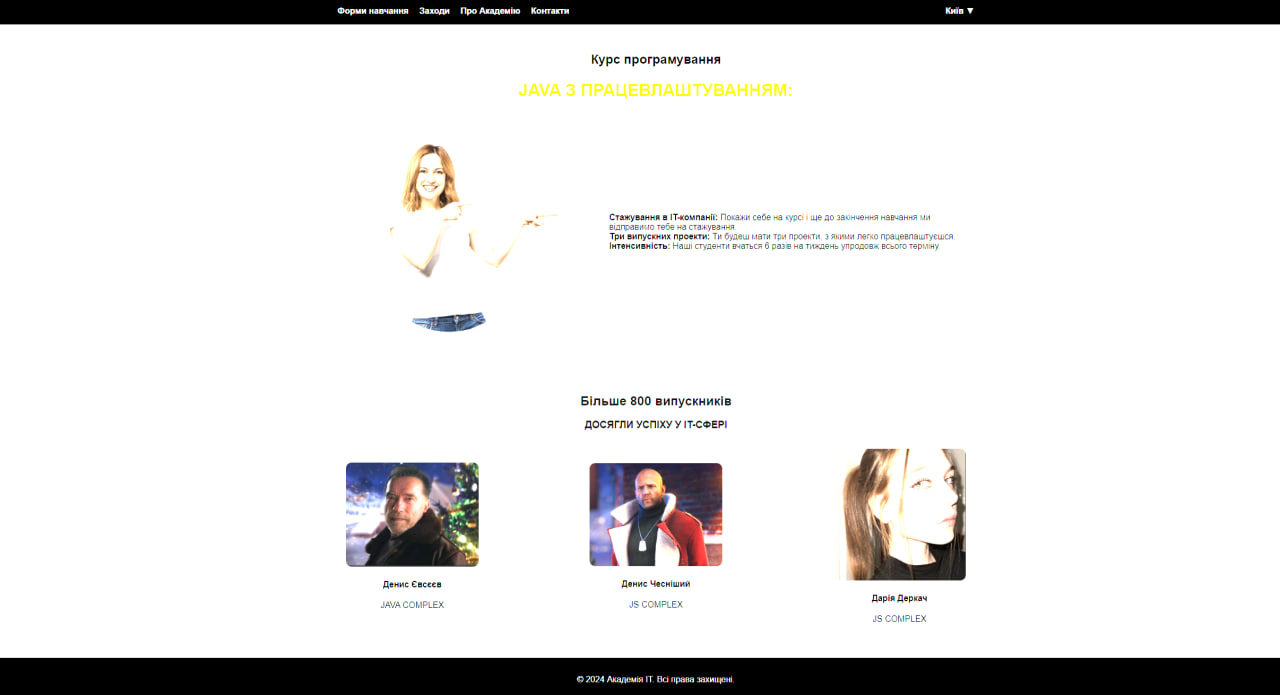 Форми навчання Заходи Про Академію Контакти Київ ▼
Курс програмування
JAVA З ПРАЦЕВЛАШТУВАННЯМ:
Стажування в IT-компанії: Покажи себе на курсі і ще до закінчення навчання ми
відправимо тебе на стажування.
Три випускних проекти: Ти будеш мати три проекти, з якими легко працевлаштуєшся.
Інтенсивність: Наші студенти вчаться 6 разів на тиждень упродовж всього терміну.
Більше 800 випускників
ДОСЯГЛИ УСПІХУ У ІТ-СФЕРІ
Денис Євсєєв
JAVA COMPLEX
Денис Чесніший
JS COMPLEX
Дарія Деркач
JS COMPLEX
© 2024 Академія IT. Всі права захищені.